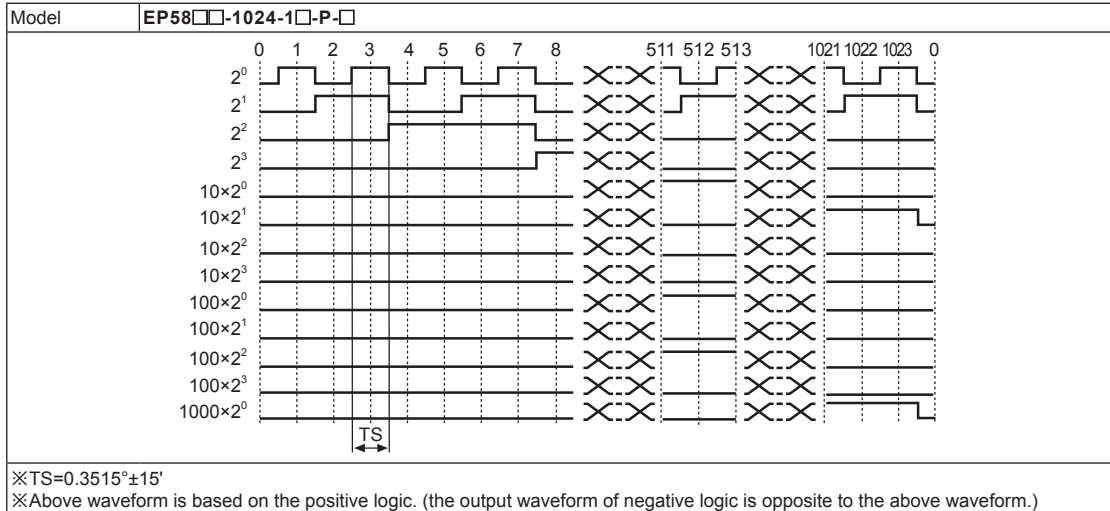 Model EP58□□-1024-1□-P-□
0 1 2 3 4 5 6 7 8 511 512 513 1021 1022 1023 0
2⁰
2¹
2²
2³
10×2⁰
10×2¹
10×2²
10×2³
100×2⁰
100×2¹
100×2²
100×2³
1000×2⁰
TS
※TS=0.3515°±15'
※Above waveform is based on the positive logic. (the output waveform of negative logic is opposite to the above waveform.)